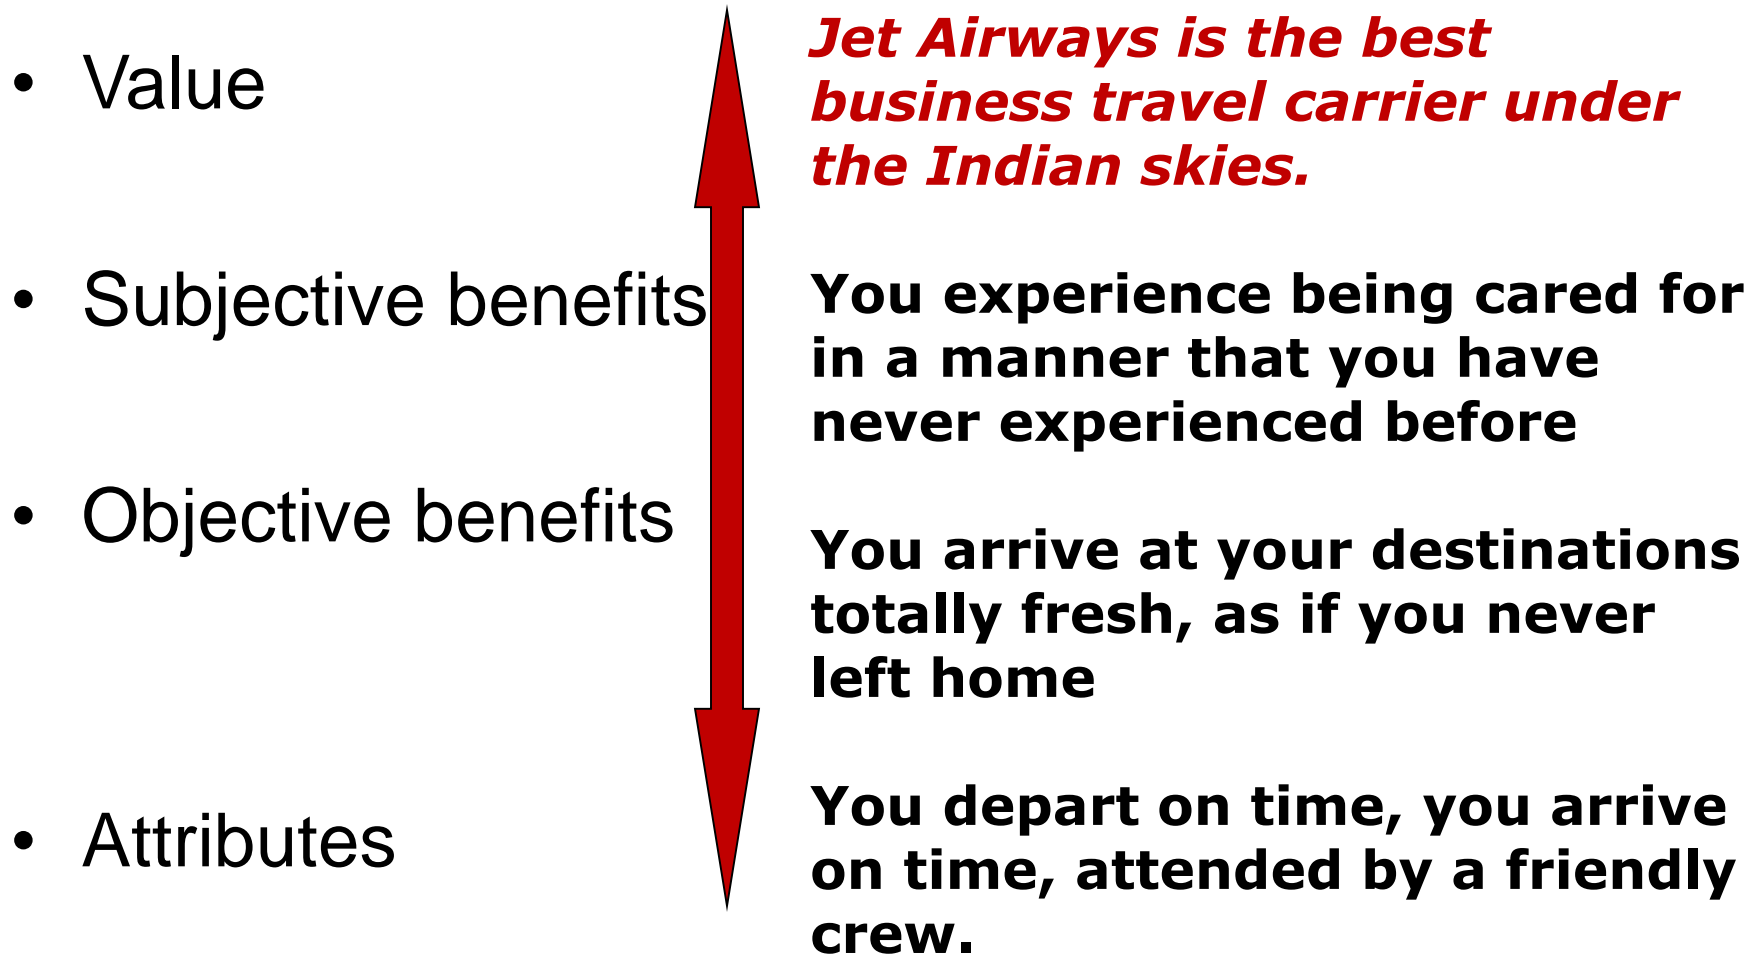 • Value
Jet Airways is the best
business travel carrier under
the Indian skies.
• Subjective benefits
You experience being cared for
in a manner that you have
never experienced before
• Objective benefits
You arrive at your destinations
totally fresh, as if you never
left home
• Attributes
You depart on time, you arrive
on time, attended by a friendly
crew.